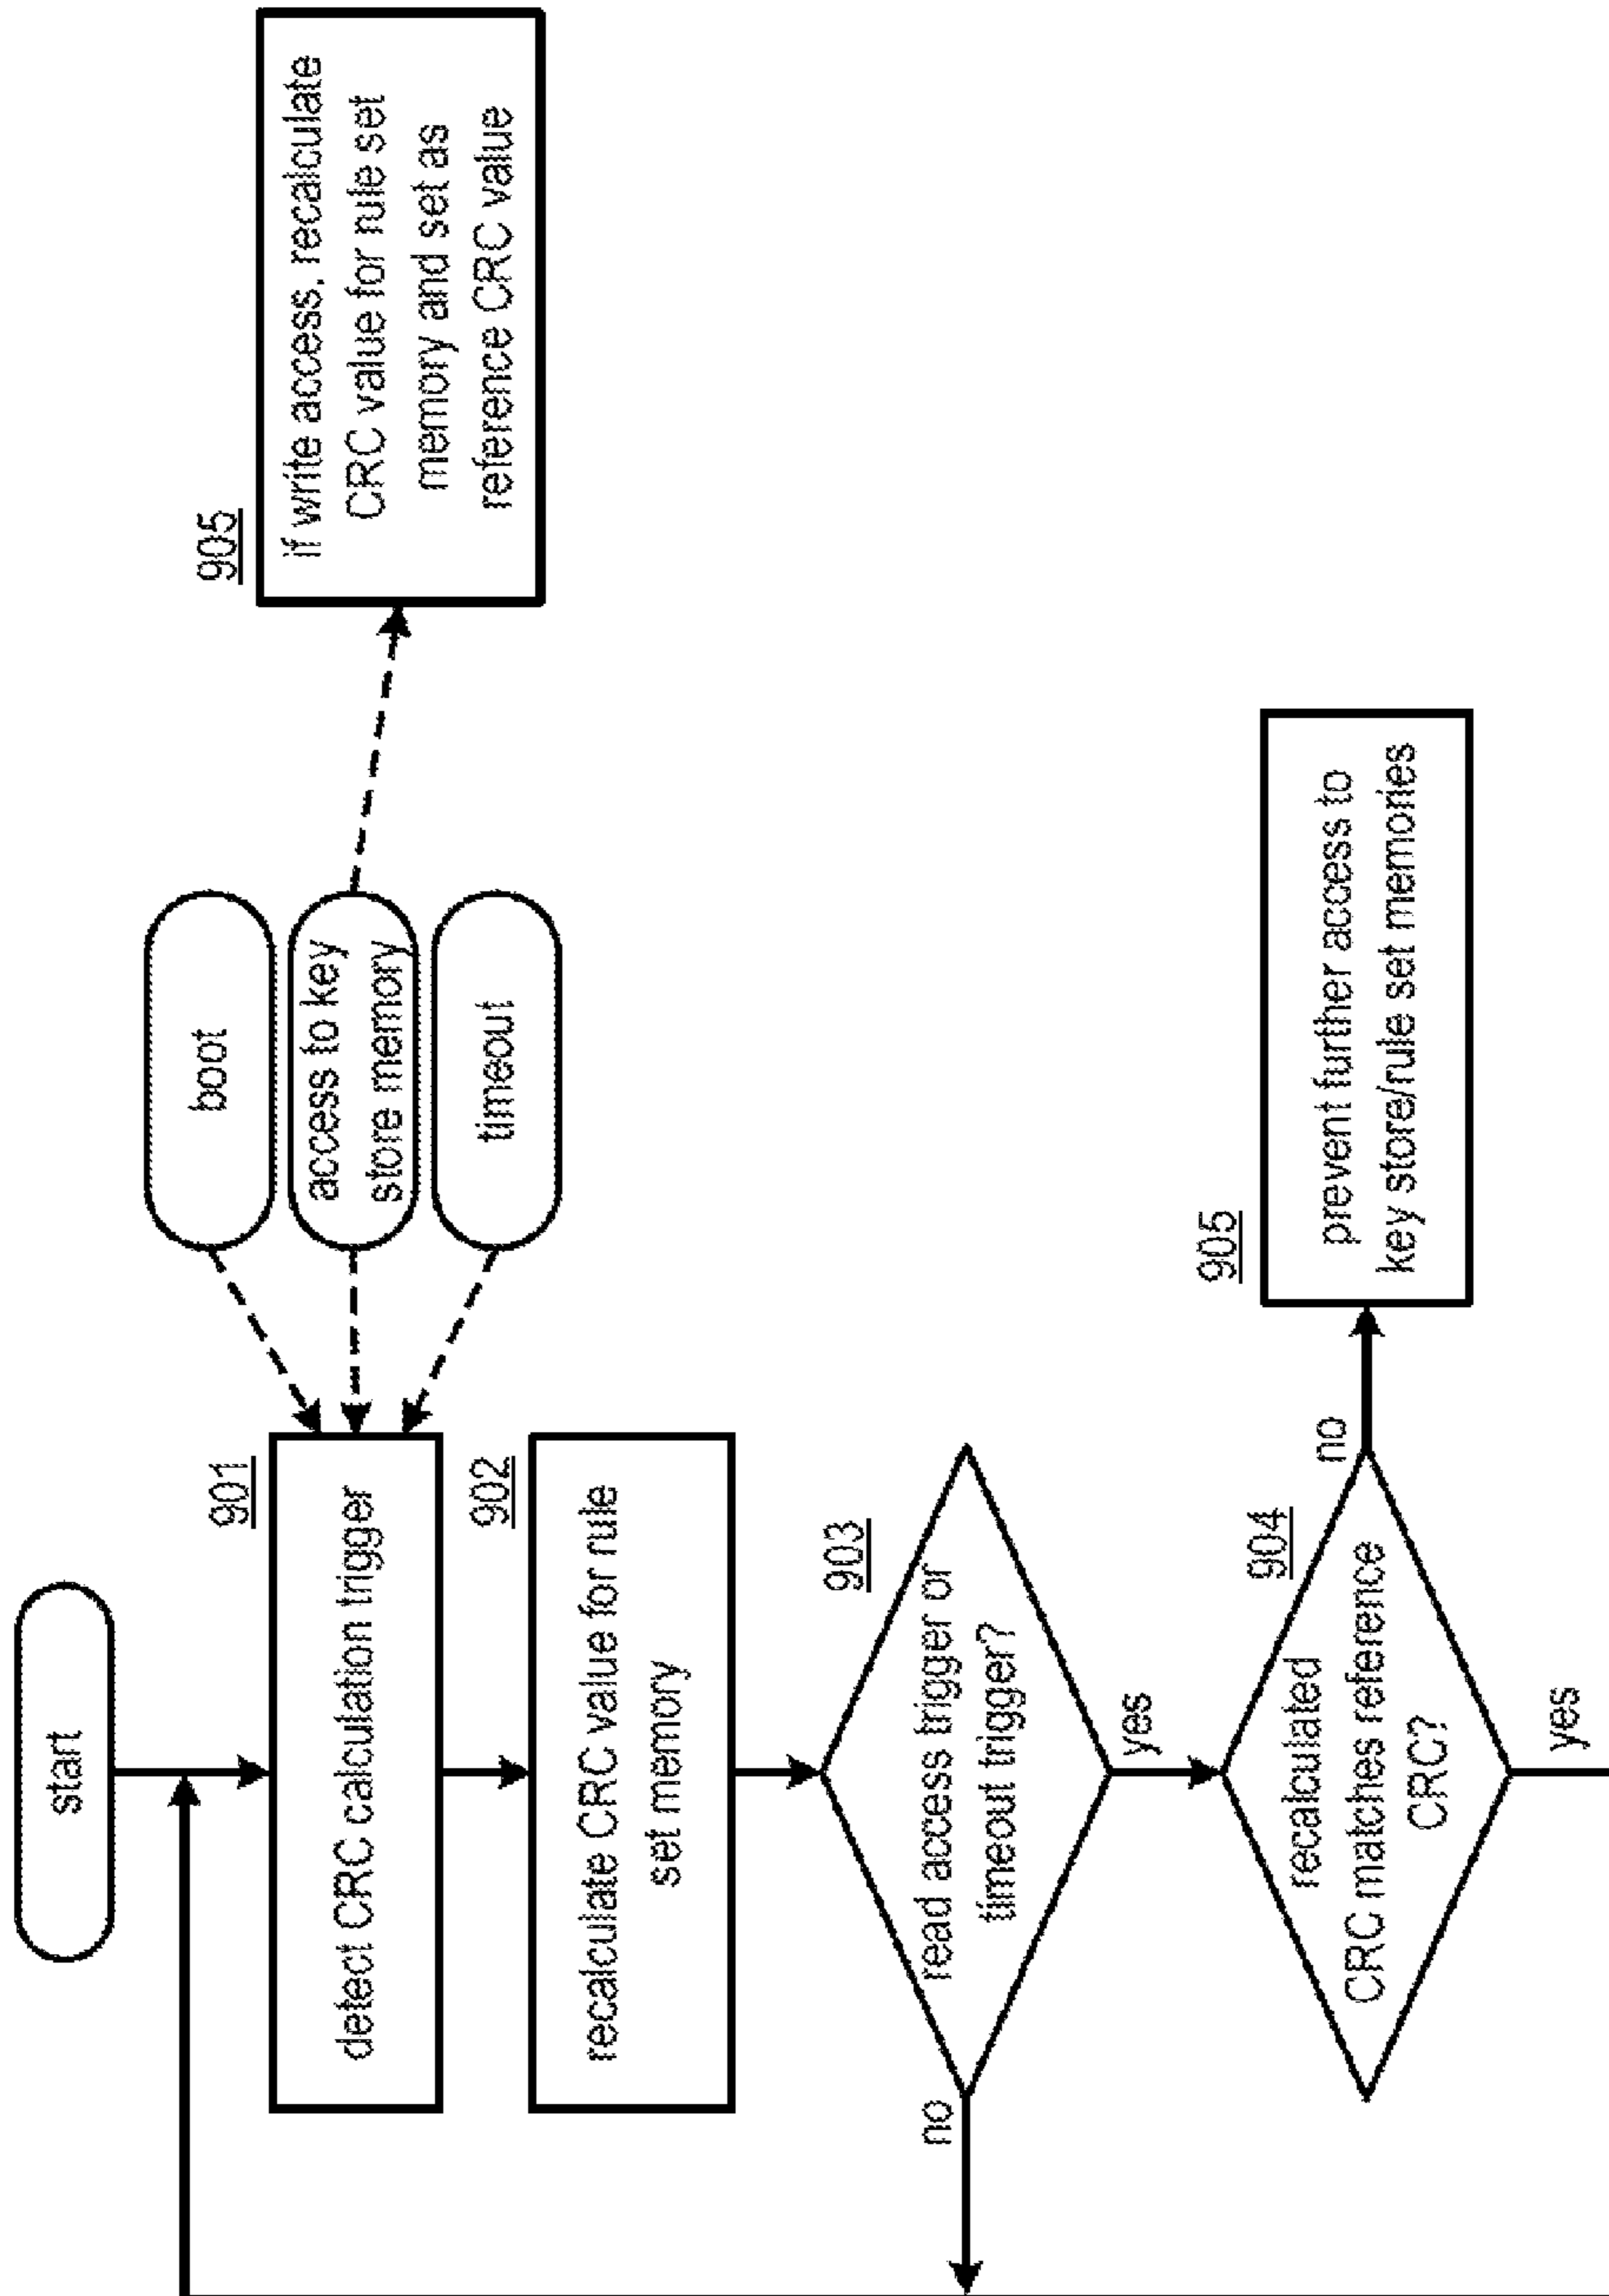 start
901
detect CRC calculation trigger
boot
access to key
store memory
timeout
905
if write access, recalculate
CRC value for rule set
memory and set as
reference CRC value
902
recalculate CRC value for rule
set memory
903
read access trigger or
timeout trigger?
no
yes
904
recalculated
CRC matches reference
CRC?
no
yes
905
prevent further access to
key store/rule set memories